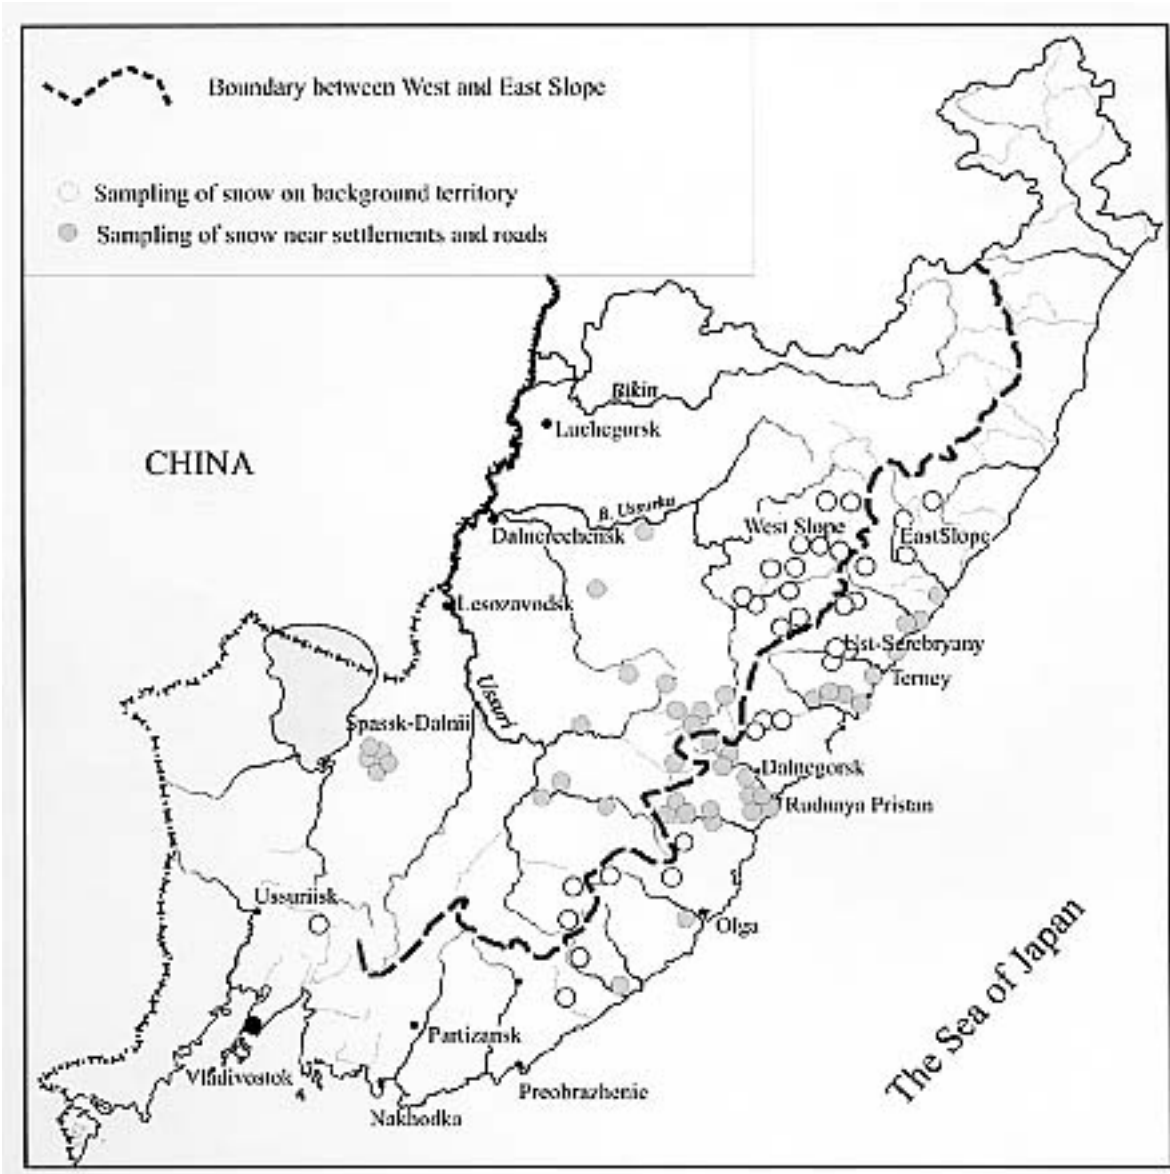 Boundary between West and East Slope
Sampling of snow on background territory
Sampling of snow near settlements and roads
Bikin
Luchegorsk
CHINA
B. Ussurka
West Slope
Dalnerechensk
EastSlope
Lesozavodsk
Ust-Serebryany
Terney
Ussuri
Spassk-Dalnii
Dalnegorsk
Rudnaya Pristan
Ussuriisk
Olga
The Sea of Japan
Partizansk
Vladivostok
Preobrazhenie
Nakhodka